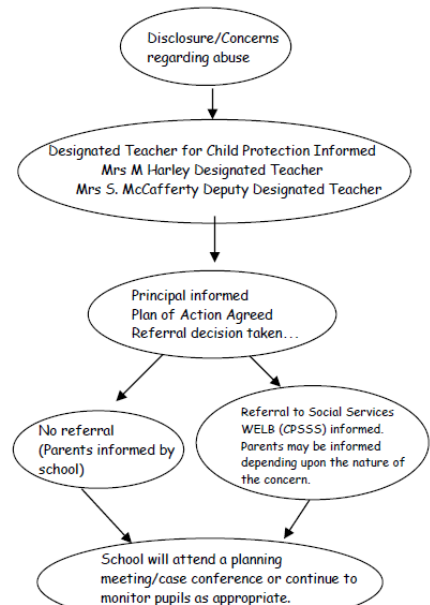 Disclosure/Concerns
regarding abuse
Designated Teacher for Child Protection Informed
Mrs M Harley Designated Teacher
Mrs S. McCafferty Deputy Designated Teacher
Principal informed
Plan of Action Agreed
Referral decision taken...
No referral
(Parents informed by
school)
Referral to Social Services
WELB (CPSSS) informed.
Parents may be informed
depending upon the nature of
the concern.
School will attend a planning
meeting/case conference or continue to
monitor pupils as appropriate.